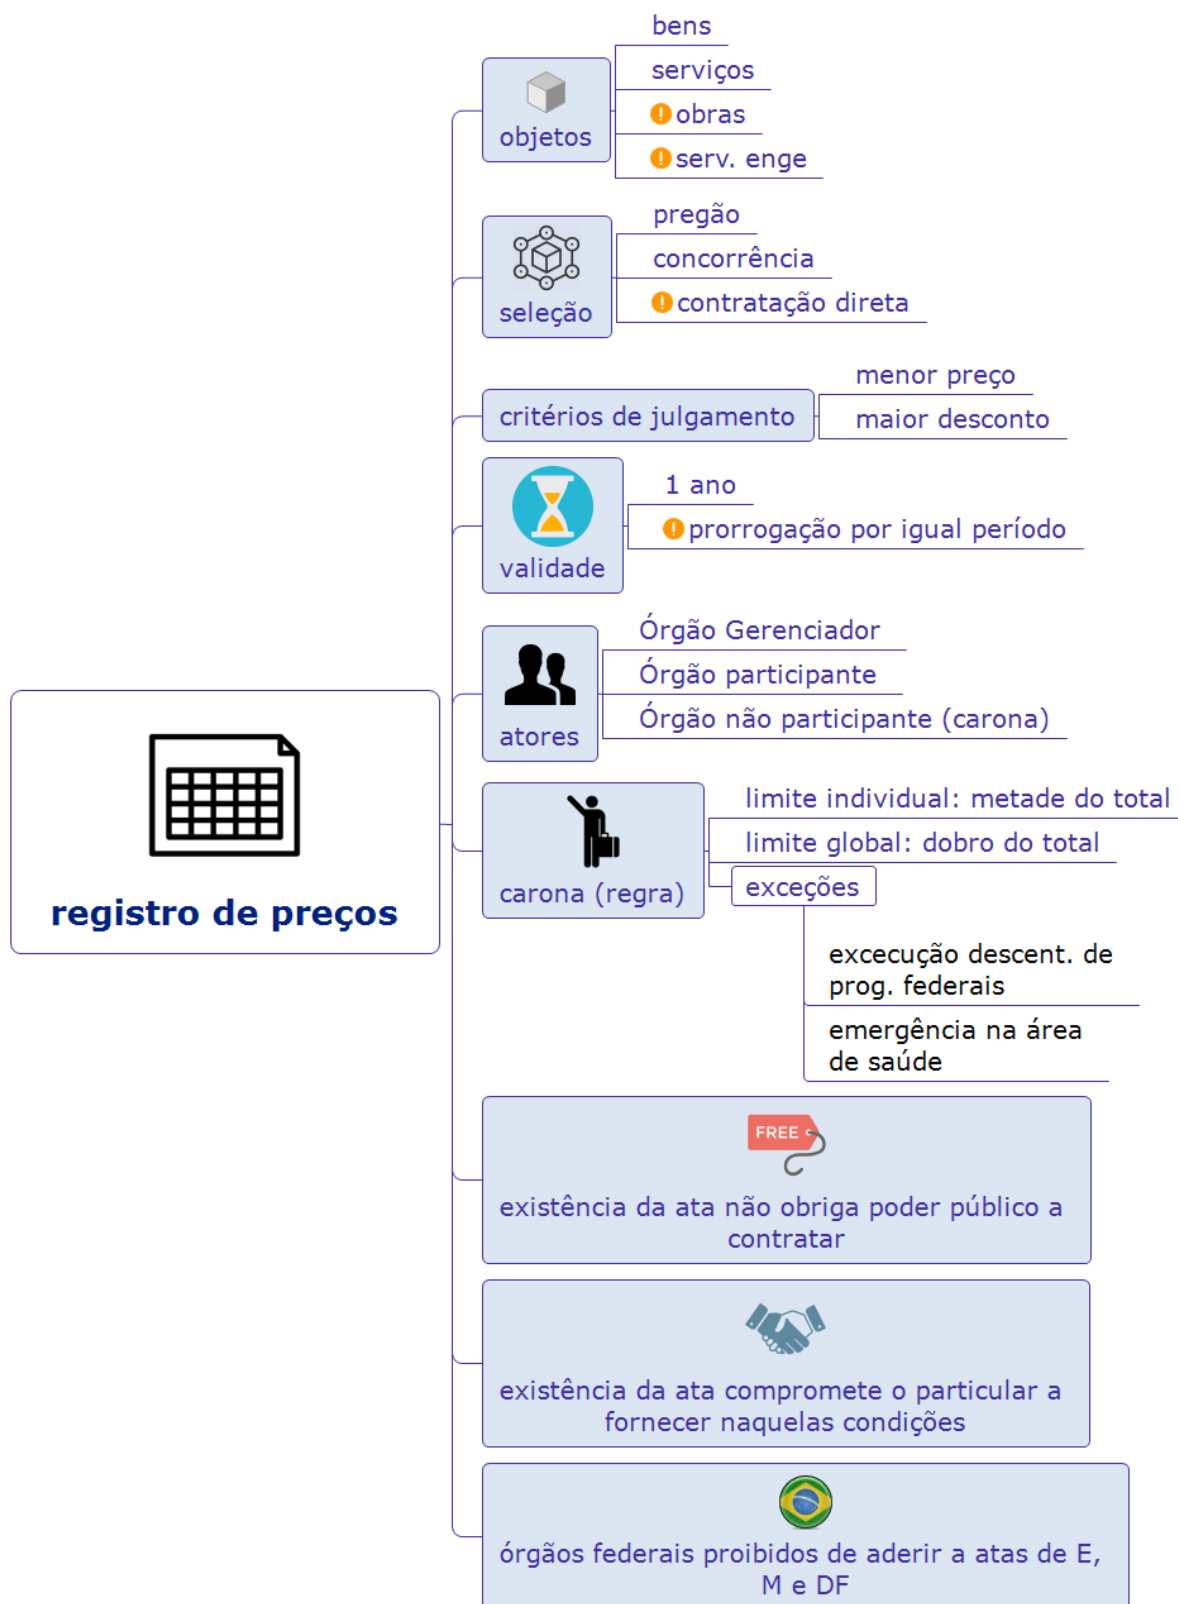 bens
serviços
obras
serv. enge
objetos
pregão
concorrência
contratação direta
seleção
menor preço
maior desconto
critérios de julgamento
1 ano
prorrogação por igual período
validade
Órgão Gerenciador
Órgão participante
Órgão não participante (carona)
atores
registro de preços
limite individual: metade do total
limite global: dobro do total
exceções
carona (regra)
excecução descent. de
prog. federais
emergência na área
de saúde
FREE
existência da ata não obriga poder público a
contratar
existência da ata compromete o particular a
fornecer naquelas condições
órgãos federais proibidos de aderir a atas de E,
M e DF